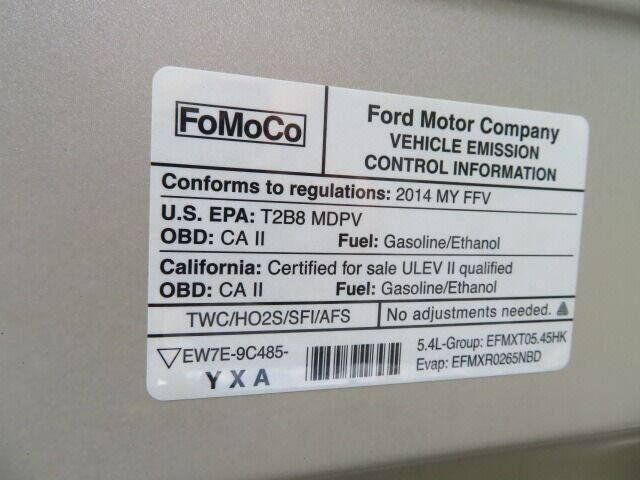 FoMoCo
Ford Motor Company
VEHICLE EMISSION
CONTROL INFORMATION
Conforms to regulations: 2014 MY FFV
U.S. EPA: T2B8 MDPV
OBD: CA II Fuel: Gasoline/Ethanol
California: Certified for sale ULEV II qualified
OBD: CA II Fuel: Gasoline/Ethanol
TWC/HO2S/SFI/AFS No adjustments needed.
EW7E-9C485-
YXA
5.4L-Group: EFMXT05.45HK
Evap: EFMXR0265NBD